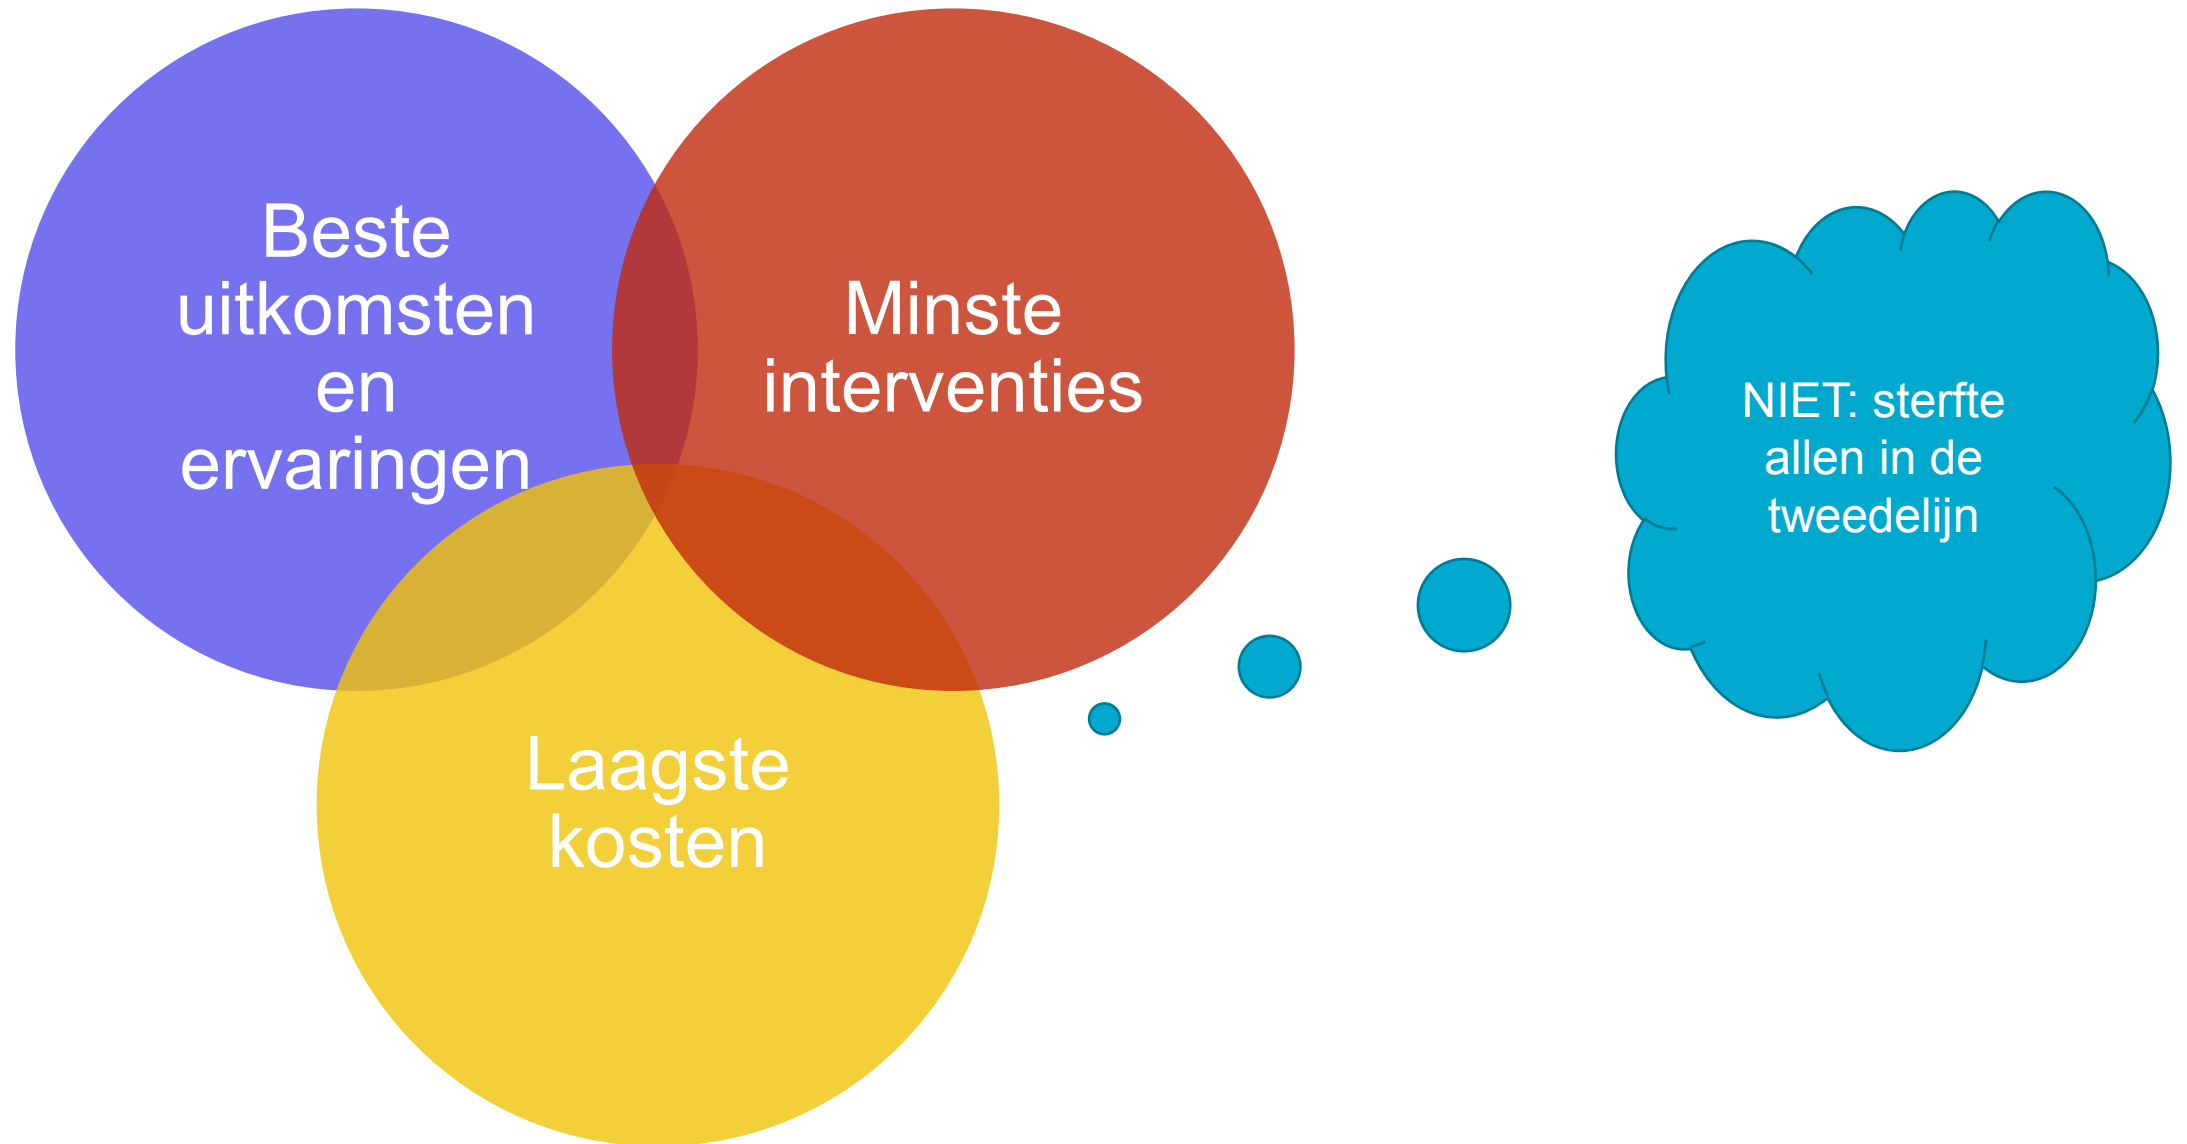 Beste
uitkomsten
en
ervaringen
Minste
interventies
Laagste
kosten
NIET: sterfte
allen in de
tweedelijn